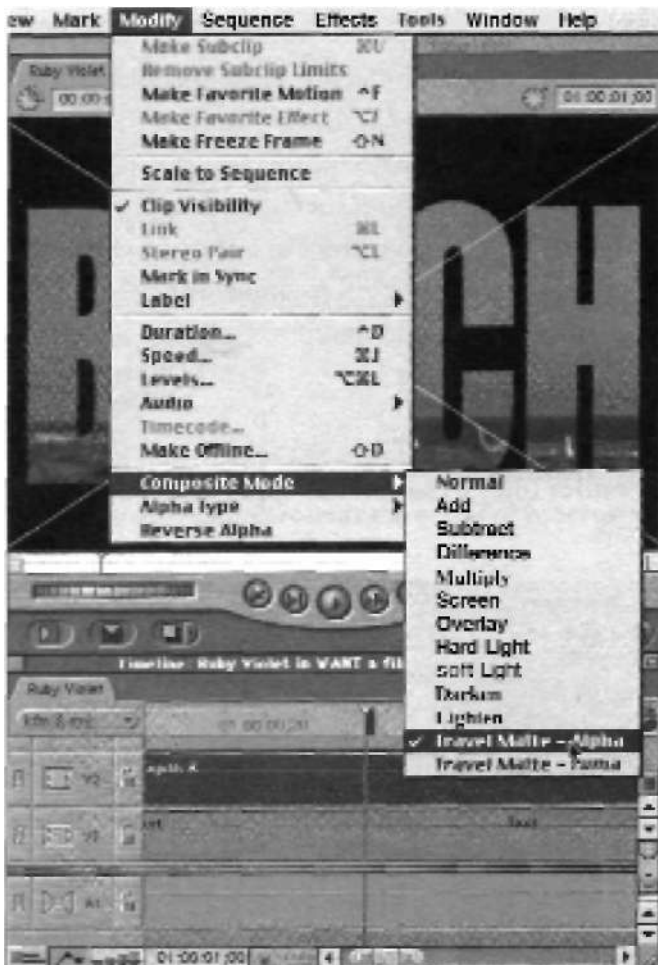 ew Mark Modify Sequence Effects Tools Window Help
Make Subclip ⌘U
Remove Subclip Limits
Make Favorite Motion ^F
Make Favorite Effect ⌥F
Make Freeze Frame ⇧N
Scale to Sequence
✓ Clip Visibility
Link ⌘L
Stereo Pair ⌥L
Mark in Sync
Label
Duration... ^D
Speed... ⌘J
Levels... ⌥⌘L
Audio
Timecode...
Make Offline... ⇧D
Composite Mode
Alpha Type
Reverse Alpha
Normal
Add
Subtract
Difference
Multiply
Screen
Overlay
Hard Light
Soft Light
Darken
Lighten
✓ Travel Matte - Alpha
Travel Matte - Luma
Ruby Violet
00:00
01:00:01;00
CH
Timeline: Ruby Violet in WANT a fi
Ruby Violet
V2
A1
01:00:01;00